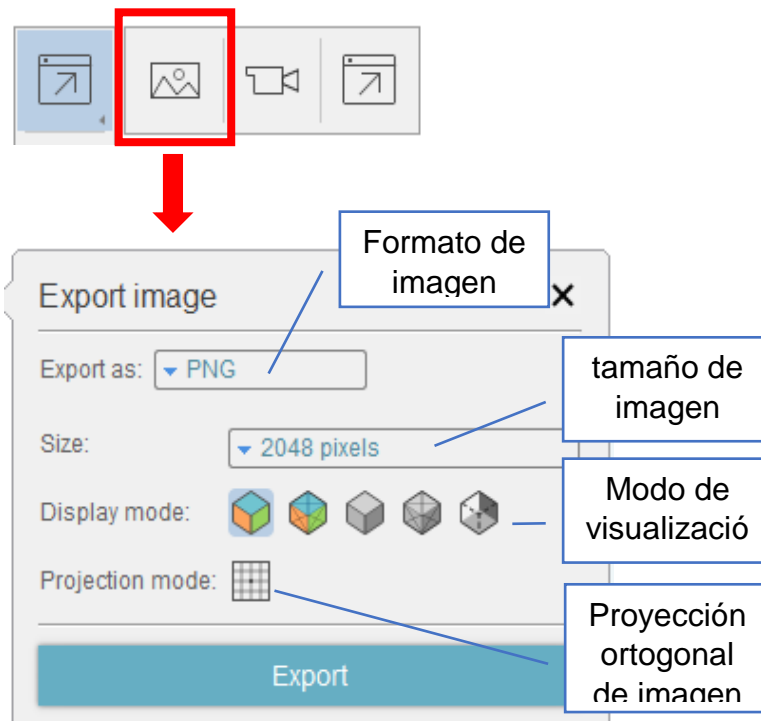 Formato de
imagen
Export image
Export as: PNG
tamaño de
imagen
Size: 2048 pixels
Modo de
visualizació
Display mode:
Projection mode:
Proyección
ortogonal
de imagen
Export